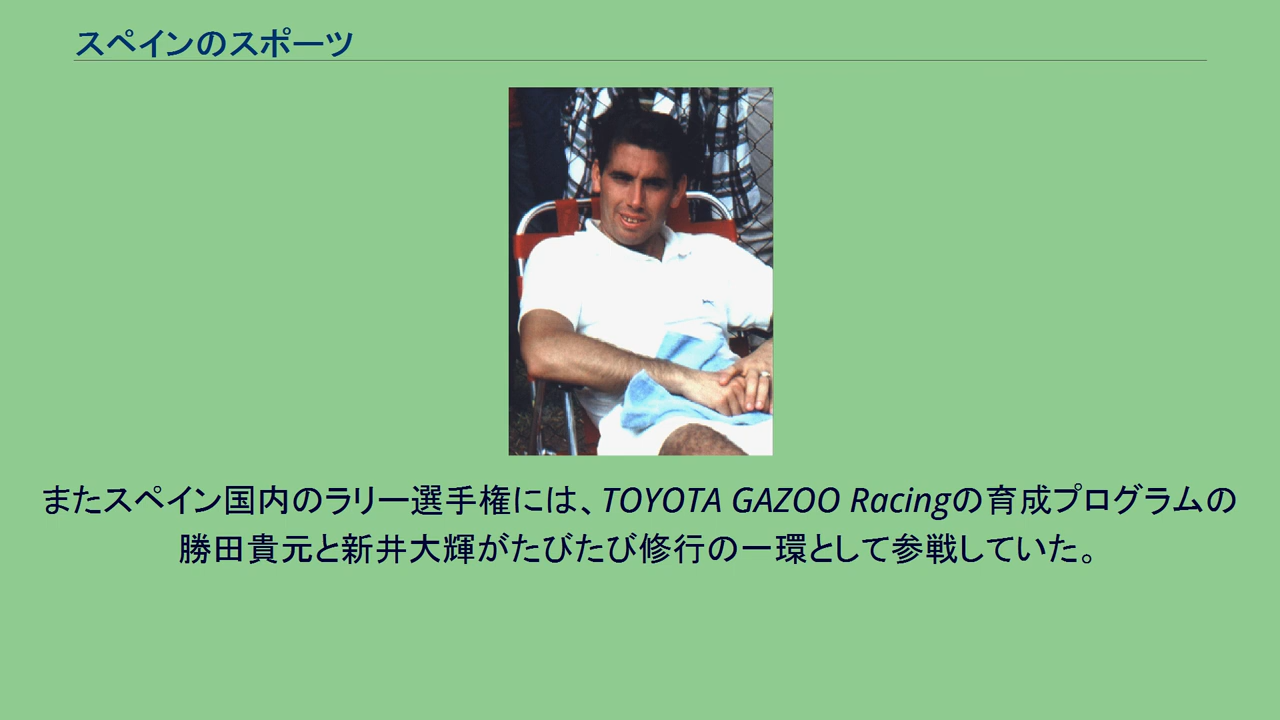 スペインのスポーツ
またスペイン国内のラリー選手権には、TOYOTA GAZOO Racingの育成プログラムの
勝田貴元と新井大輝がたびたび修行の一環として参戦していた。